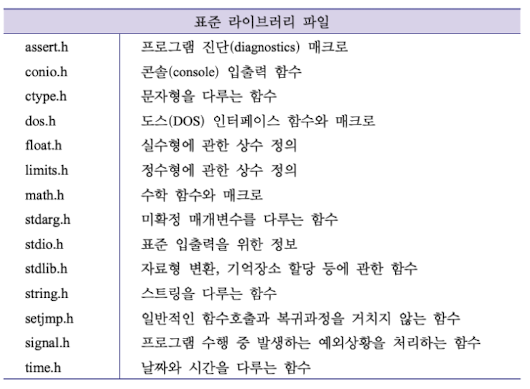 표준 라이브러리 파일
assert.h 프로그램 진단(diagnostics) 매크로
conio.h 콘솔(console) 입출력 함수
ctype.h 문자형을 다루는 함수
dos.h 도스(DOS) 인터페이스 함수와 매크로
float.h 실수형에 관한 상수 정의
limits.h 정수형에 관한 상수 정의
math.h 수학 함수와 매크로
stdarg.h 미확정 매개변수를 다루는 함수
stdio.h 표준 입출력을 위한 정보
stdlib.h 자료형 변환, 기억장소 할당 등에 관한 함수
string.h 스트링을 다루는 함수
setjmp.h 일반적인 함수호출과 복귀과정을 거치지 않는 함수
signal.h 프로그램 수행 중 발생하는 예외상황을 처리하는 함수
time.h 날짜와 시간을 다루는 함수